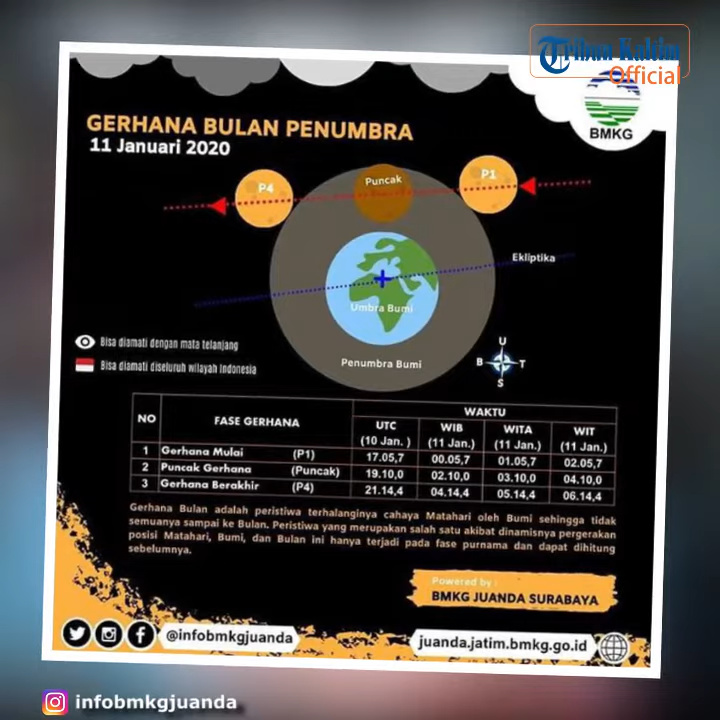 Tribun Kaltim
Official
BMKG
GERHANA BULAN PENUMBRA
11 Januari 2020
P4
Puncak
P1
Ekliptika
Umbra Bumi
Penumbra Bumi
Bisa diamati dengan mata telanjang
Bisa diamati diseluruh wilayah Indonesia
U
B T
S
NO FASE GERHANA WAKTU
UTC WIB WITA WIT
(10 Jan. ) (11 Jan.) (11 Jan.) (11 Jan.)
1 Gerhana Mulai (P1) 17.05,7 00.05,7 01.05,7 02.05,7
2 Puncak Gerhana (Puncak) 19.10,0 02.10,0 03.10,0 04.10,0
3 Gerhana Berakhir (P4) 21.14,4 04.14,4 05.14,4 06.14,4
Gerhana Bulan adalah peristiwa terhalanginya cahaya Matahari oleh Bumi sehingga tidak
semuanya sampai ke Bulan. Peristiwa yang merupakan salah satu akibat dinamisnya pergerakan
posisi Matahari, Bumi, dan Bulan ini hanya terjadi pada fase purnama dan dapat dihitung
sebelumnya.
Powered by :
BMKG JUANDA SURABAYA
@infobmkgjuanda
juanda.jatim.bmkg.go.id
infobmkgjuanda